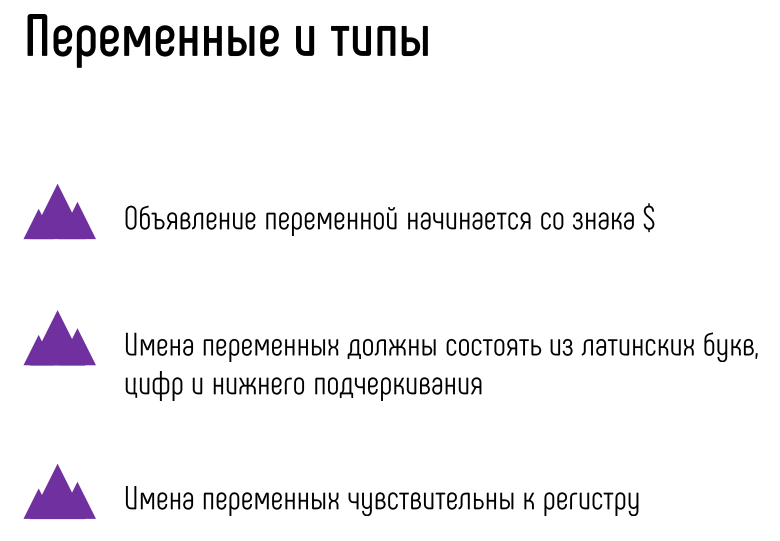 Переменные и типы
Объявление переменной начинается со знака $
Имена переменных должны состоять из латинских букв,
цифр и нижнего подчеркивания
Имена переменных чувствительны к регистру